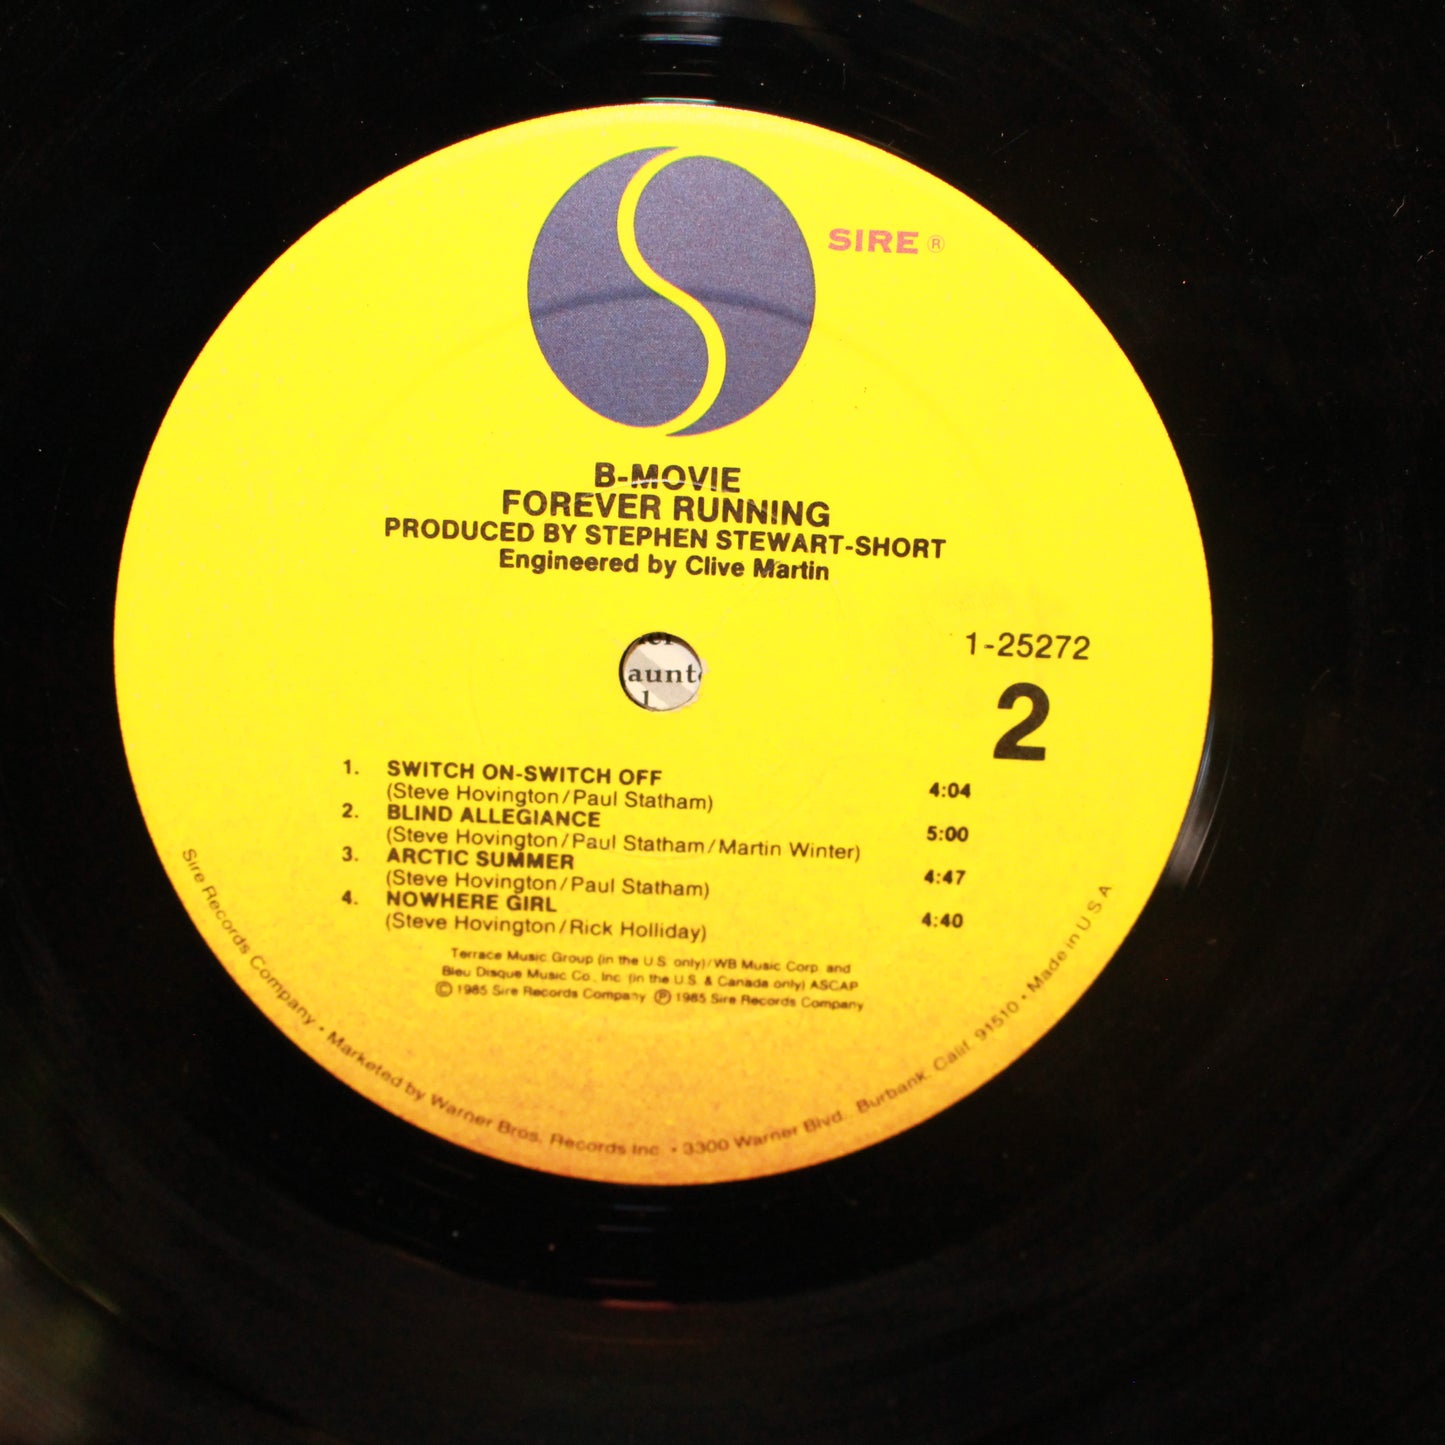 SIRE ®
B-MOVIE
FOREVER RUNNING
PRODUCED BY STEPHEN STEWART-SHORT
Engineered by Clive Martin
1-25272
2
aunt
1. SWITCH ON-SWITCH OFF
(Steve Hovington/Paul Statham) 4:04
2. BLIND ALLEGIANCE
(Steve Hovington/Paul Statham/Martin Winter) 5:00
3. ARCTIC SUMMER
(Steve Hovington/Paul Statham) 4:47
4. NOWHERE GIRL
(Steve Hovington/Rick Holliday) 4:40
Terrace Music Group (in the U.S. only)/WB Music Corp. and
Bleu Disque Music Co., Inc. (in the U.S. & Canada only) ASCAP
© 1985 Sire Records Company ℗ 1985 Sire Records Company
Sire Records Company • Marketed by Warner Bros. Records Inc. • 3300 Warner Blvd., Burbank, Calif. 91510 • Made in U.S.A.